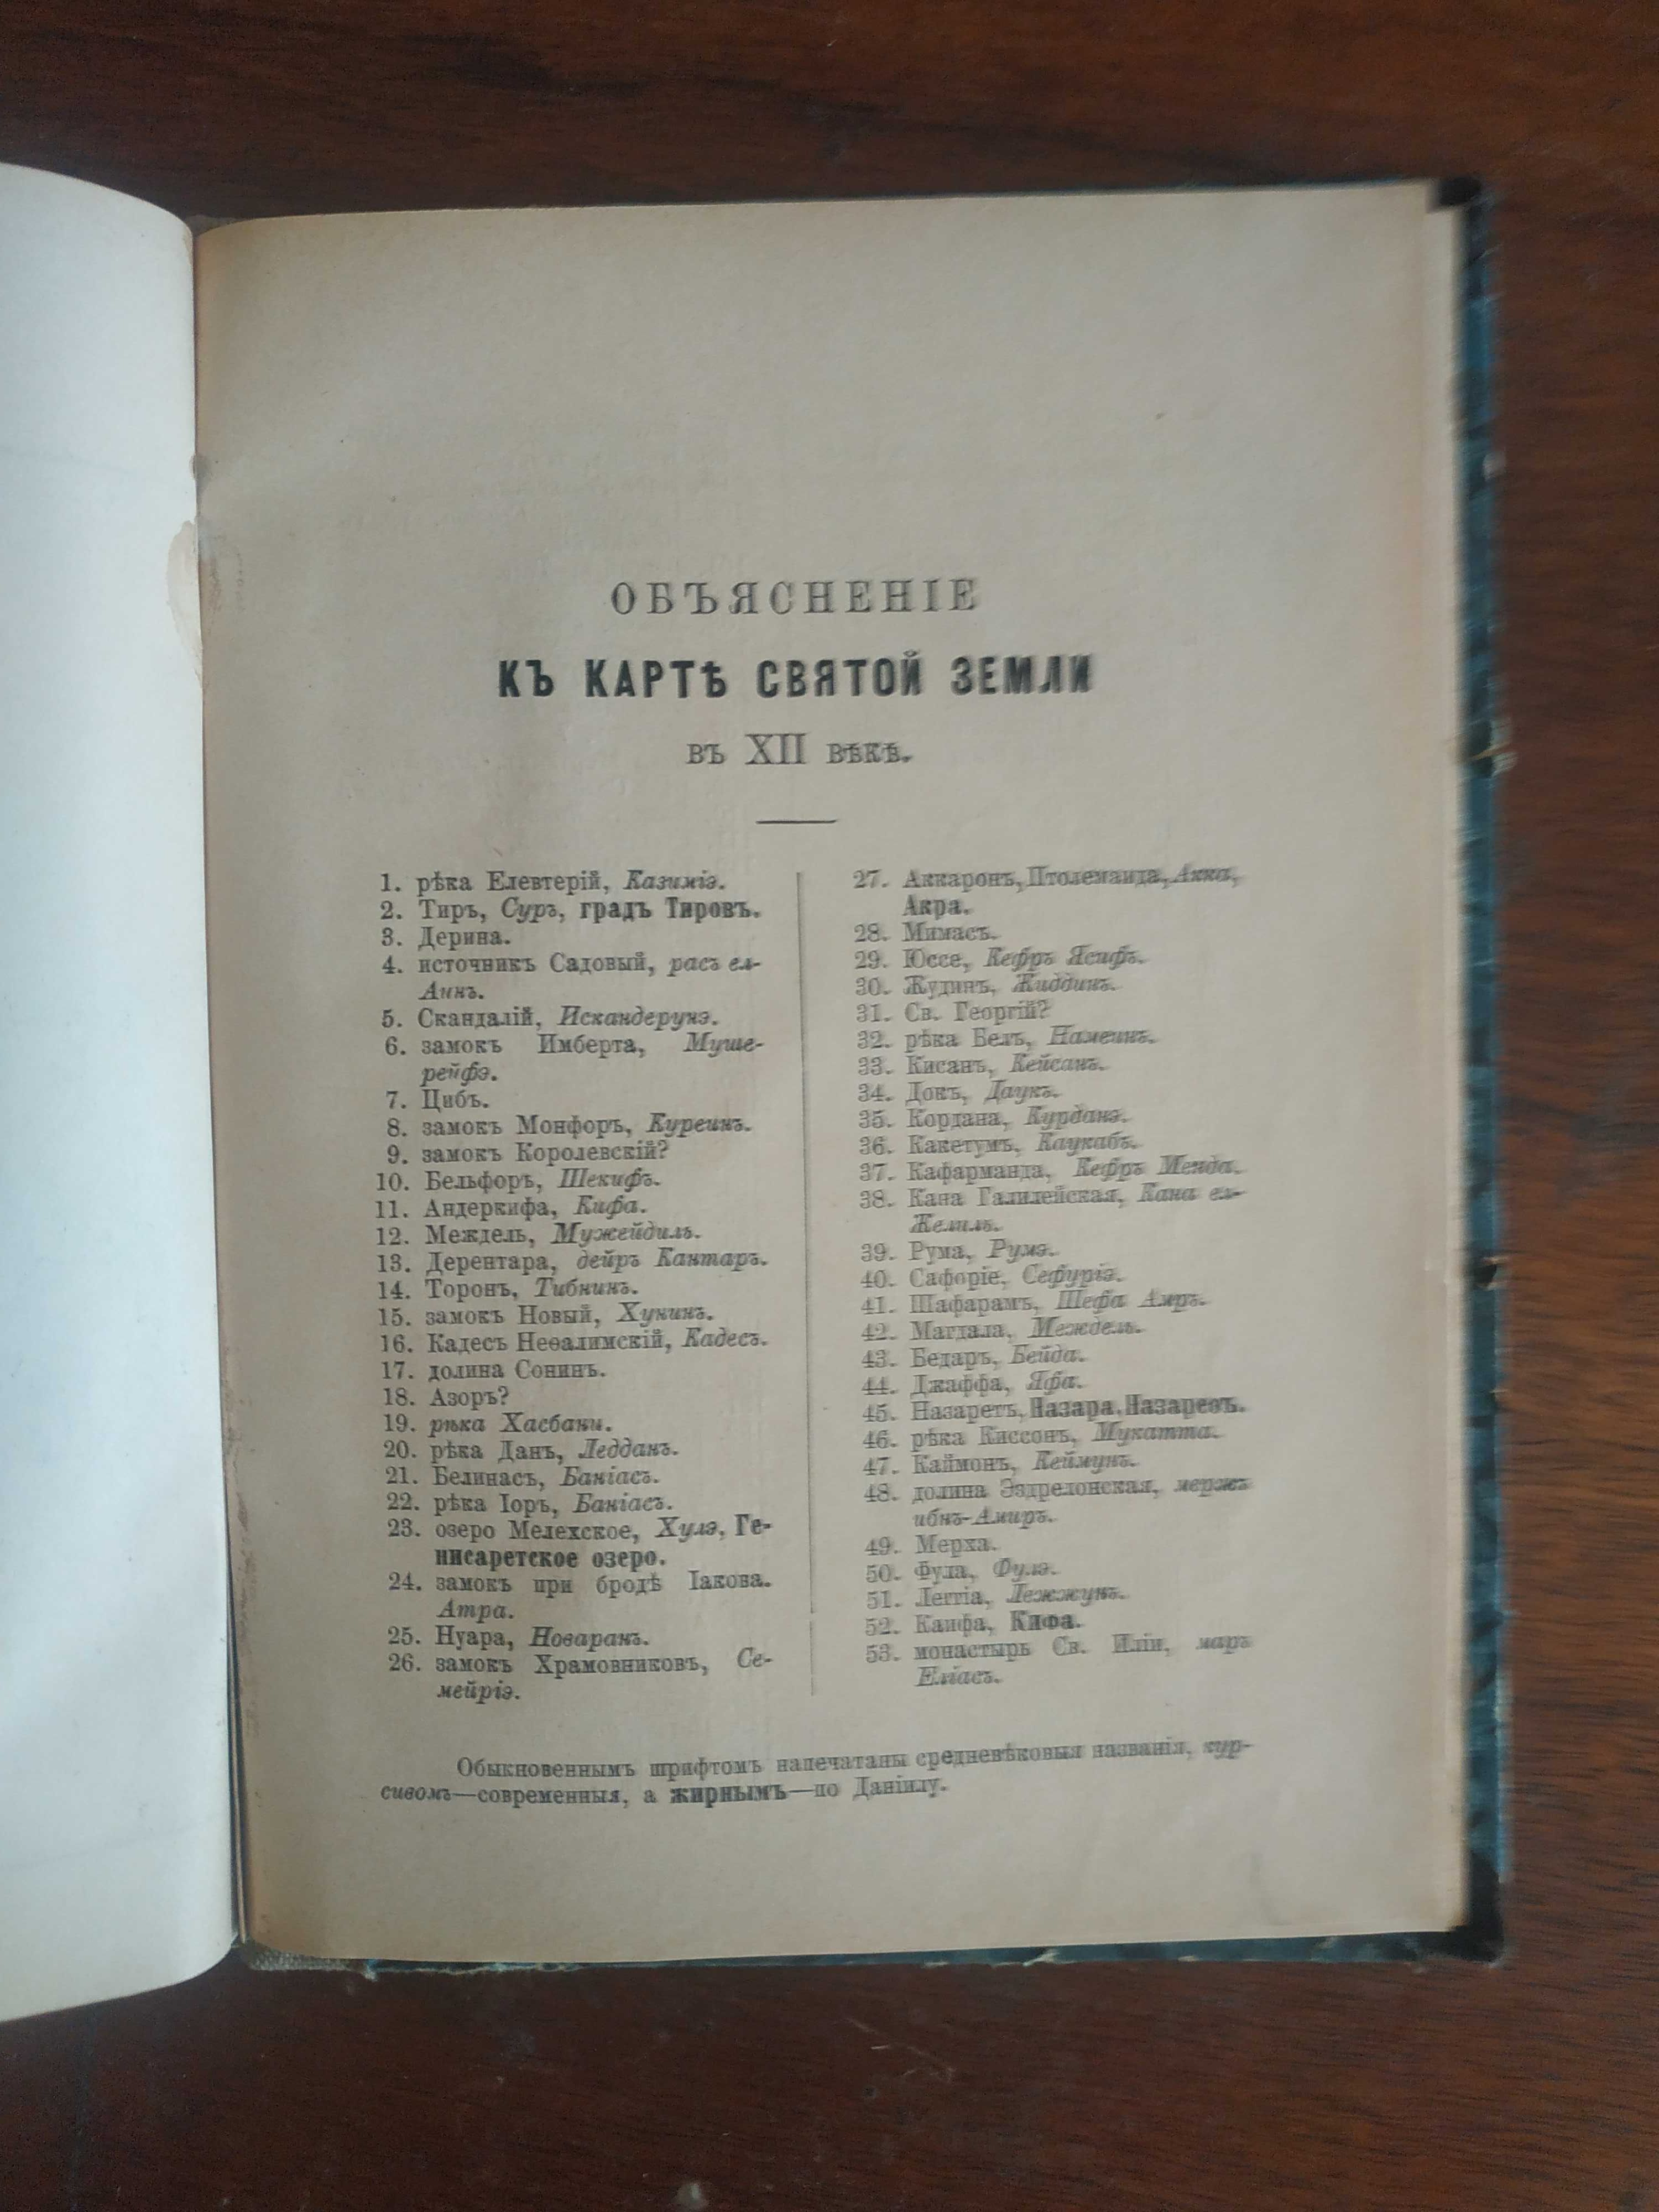 ОБЪЯСНЕНІЕ
КЪ КАРТѢ СВЯТОЙ ЗЕМЛИ
въ XII вѣкѣ.
1. рѣка Елевтерій, Казиміэ.
2. Тиръ, Суръ, градъ Тировъ.
3. Дерина.
4. источникъ Садовый, расъ ел-
Аинъ.
5. Скандалій, Искандерунэ.
6. замокъ Имберта, Муше-
рейфэ.
7. Цибъ.
8. замокъ Монфоръ, Куреинъ.
9. замокъ Королевскій?
10. Бельфоръ, Шекифъ.
11. Андеркифа, Кифа.
12. Междель, Мужейдиль.
13. Дерентара, дейръ Кантаръ.
14. Торонъ, Тибнинъ.
15. замокъ Новый, Хунинъ.
16. Кадесъ Неѳалимскій, Кадесъ.
17. долина Сонинъ.
18. Азоръ?
19. рѣка Хасбани.
20. рѣка Данъ, Леддапъ.
21. Белинасъ, Баніасъ.
22. рѣка Іоръ, Баніасъ.
23. озеро Мелехское, Хулэ, Ге-
нисаретское озеро.
24. замокъ при бродѣ Іакова.
Атра.
25. Нуара, Новаранъ.
26. замокъ Храмовниковъ, Се-
мейріэ.
27. Аккаронъ, Птолемаида, Акка,
Акра.
28. Мимасъ.
29. Юссе, Кефръ Ясифъ.
30. Жудинъ, Жиддинъ.
31. Св. Георгій?
32. рѣка Белъ, Намеинъ.
33. Кисанъ, Кейсанъ.
34. Докъ, Даукъ.
35. Кордана, Курданэ.
36. Какетумъ, Каукабъ.
37. Кафарманда, Кефръ Менда.
38. Кана Галилейская, Кана ел-
Желиль.
39. Рума, Румэ.
40. Сафоріе, Сефуріэ.
41. Шафарамъ, Шефа Амръ.
42. Магдала, Междель.
43. Бедаръ, Бейда.
44. Джаффа, Яфа.
45. Назаретъ, Назара, Назареѳъ.
46. рѣка Киссонъ, Мукатта.
47. Каймонъ, Кеймунъ.
48. долина Эздрелонская, мержъ
ибнъ-Амиръ.
49. Мерха.
50. Фула, Фулэ.
51. Легтіа, Лежжунъ.
52. Каифа, Кифа.
53. монастырь Св. Иліи, маръ
Еліасъ.
Обыкновеннымъ шрифтомъ напечатаны средневѣковыя названія, кур-
сивомъ—современныя, а жирнымъ—по Даніилу.